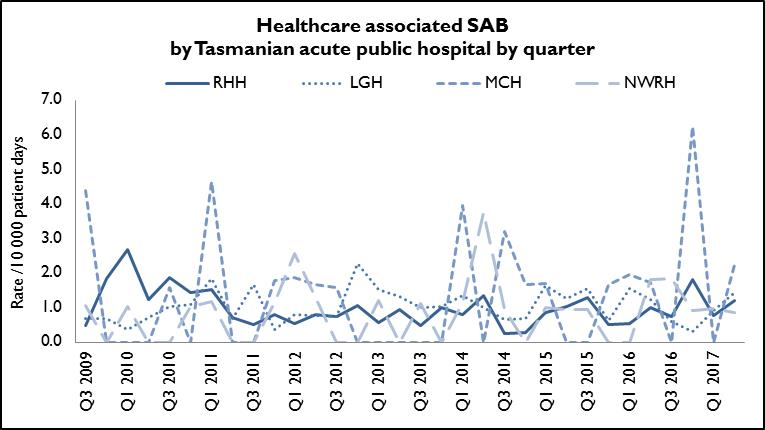 Healthcare associated SAB
by Tasmanian acute public hospital by quarter
RHH LGH MCH NWRH
Rate /10 000 patient days
7.0
6.0
5.0
4.0
3.0
2.0
1.0
0.0
Q3 2009
Q1 2010
Q3 2010
Q1 2011
Q3 2011
Q1 2012
Q3 2012
Q1 2013
Q3 2013
Q1 2014
Q3 2014
Q1 2015
Q3 2015
Q1 2016
Q3 2016
Q1 2017